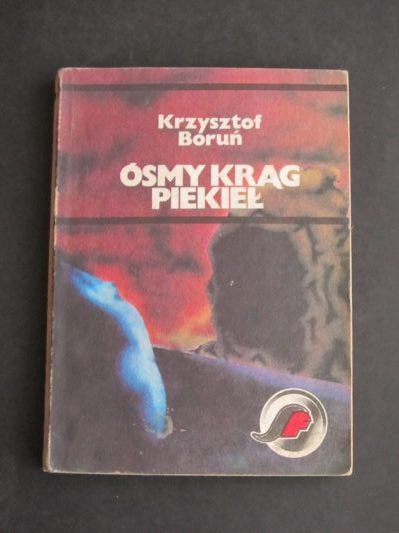 Krzysztof
Boruń
ÓSMY KRĄG
PIEKIEŁ